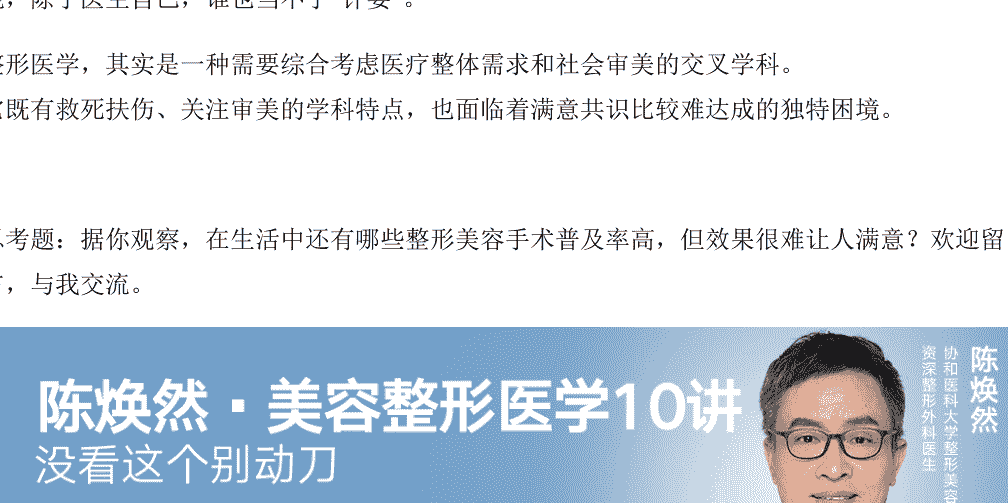 除了医生自己，谁也当不了“评委”。
整形医学，其实是一种需要综合考虑医疗整体需求和社会审美的交叉学科。
既有救死扶伤、关注审美的学科特点，也面临着满意共识比较难达成的独特困境。
考题：据你观察，在生活中还有哪些整形美容手术普及率高，但效果很难让人满意？欢迎留
，与我交流。
陈焕然·美容整形医学10讲
没看这个别动刀
陈焕然
协和医科大学整形美容
资深整形外科医生